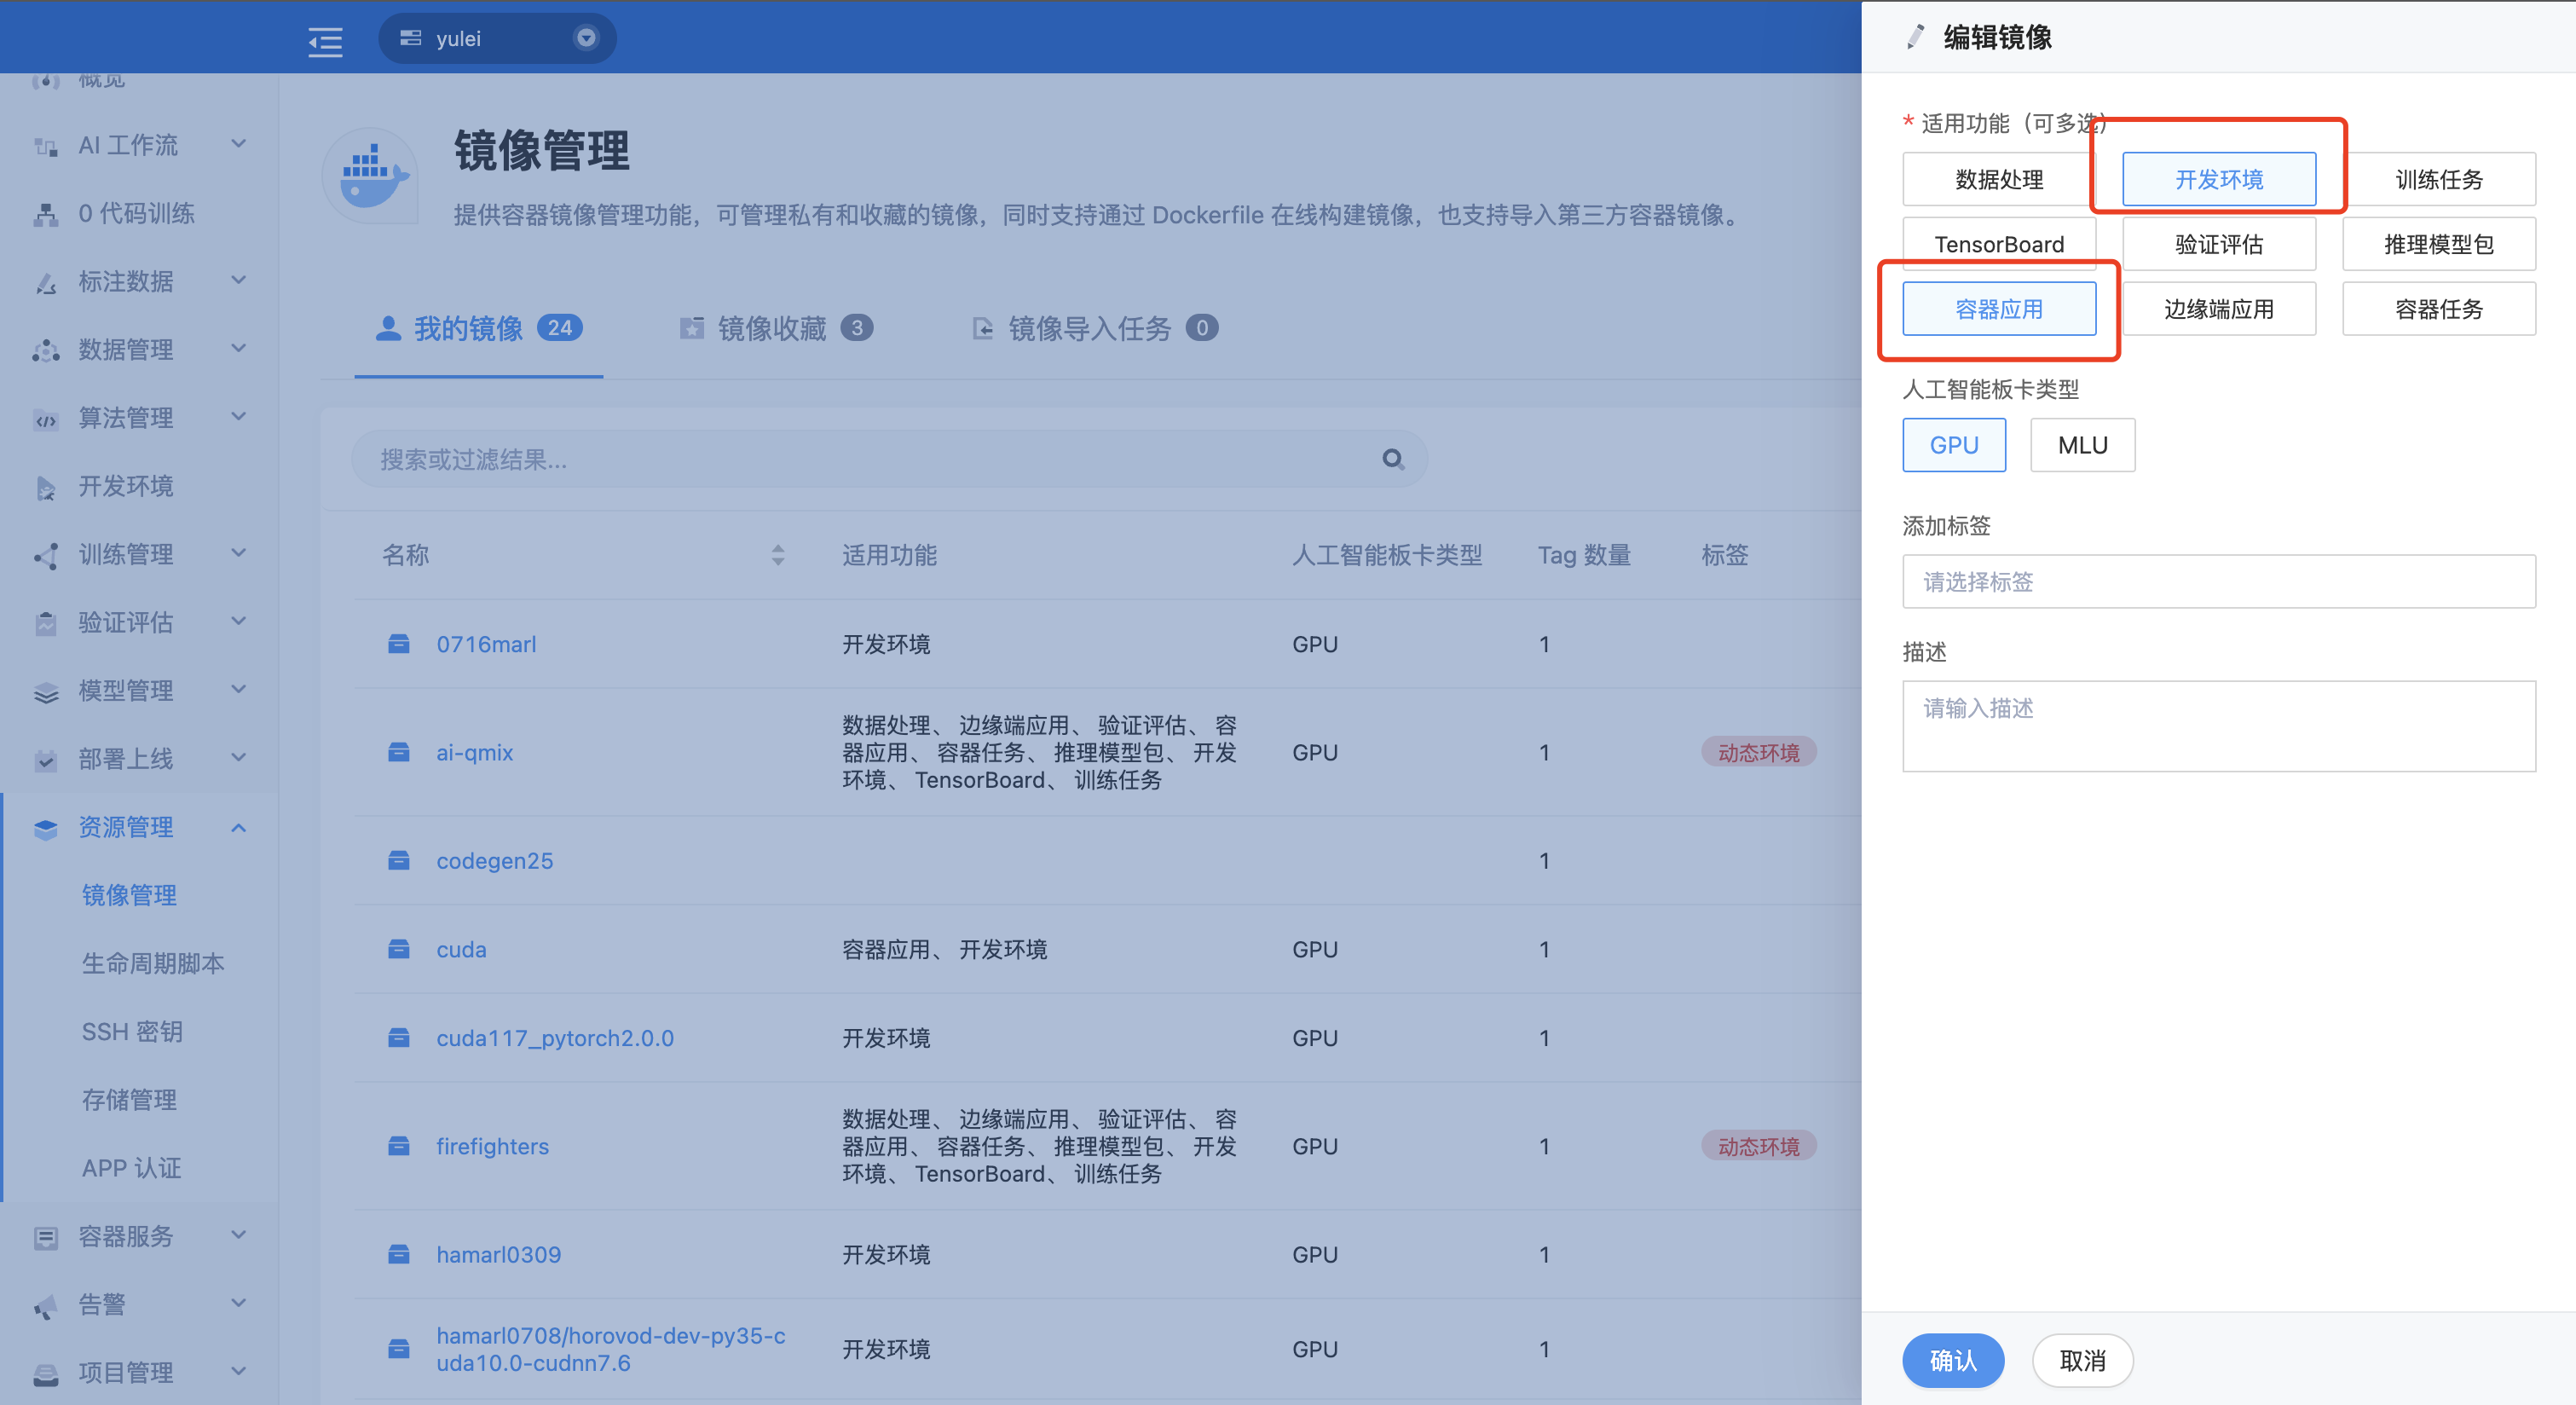 yulei
概览
AI 工作流
0 代码训练
标注数据
数据管理
算法管理
开发环境
训练管理
验证评估
模型管理
部署上线
资源管理
镜像管理
生命周期脚本
SSH 密钥
存储管理
APP 认证
容器服务
告警
项目管理
镜像管理
提供容器镜像管理功能，可管理私有和收藏的镜像，同时支持通过 Dockerfile 在线构建镜像，也支持导入第三方容器镜像。
我的镜像 24 镜像收藏 3 镜像导入任务 0
搜索或过滤结果...
名称 适用功能 人工智能板卡类型 Tag 数量 标签
0716marl 开发环境 GPU 1
数据处理、 边缘端应用、 验证评估、 容
ai-qmix 器应用、 容器任务、 推理模型包、 开发 GPU 1 动态环境
环境、 TensorBoard、 训练任务
codegen25 1
cuda 容器应用、 开发环境 GPU 1
cuda117_pytorch2.0.0 开发环境 GPU 1
数据处理、 边缘端应用、 验证评估、 容
firefighters 器应用、 容器任务、 推理模型包、 开发 GPU 1 动态环境
环境、 TensorBoard、 训练任务
hamarl0309 开发环境 GPU 1
hamarl0708/horovod-dev-py35-c
uda10.0-cudnn7.6 开发环境 GPU 1
编辑镜像
* 适用功能（可多选）
数据处理 开发环境 训练任务
TensorBoard 验证评估 推理模型包
容器应用 边缘端应用 容器任务
人工智能板卡类型
GPU MLU
添加标签
请选择标签
描述
请输入描述
确认 取消